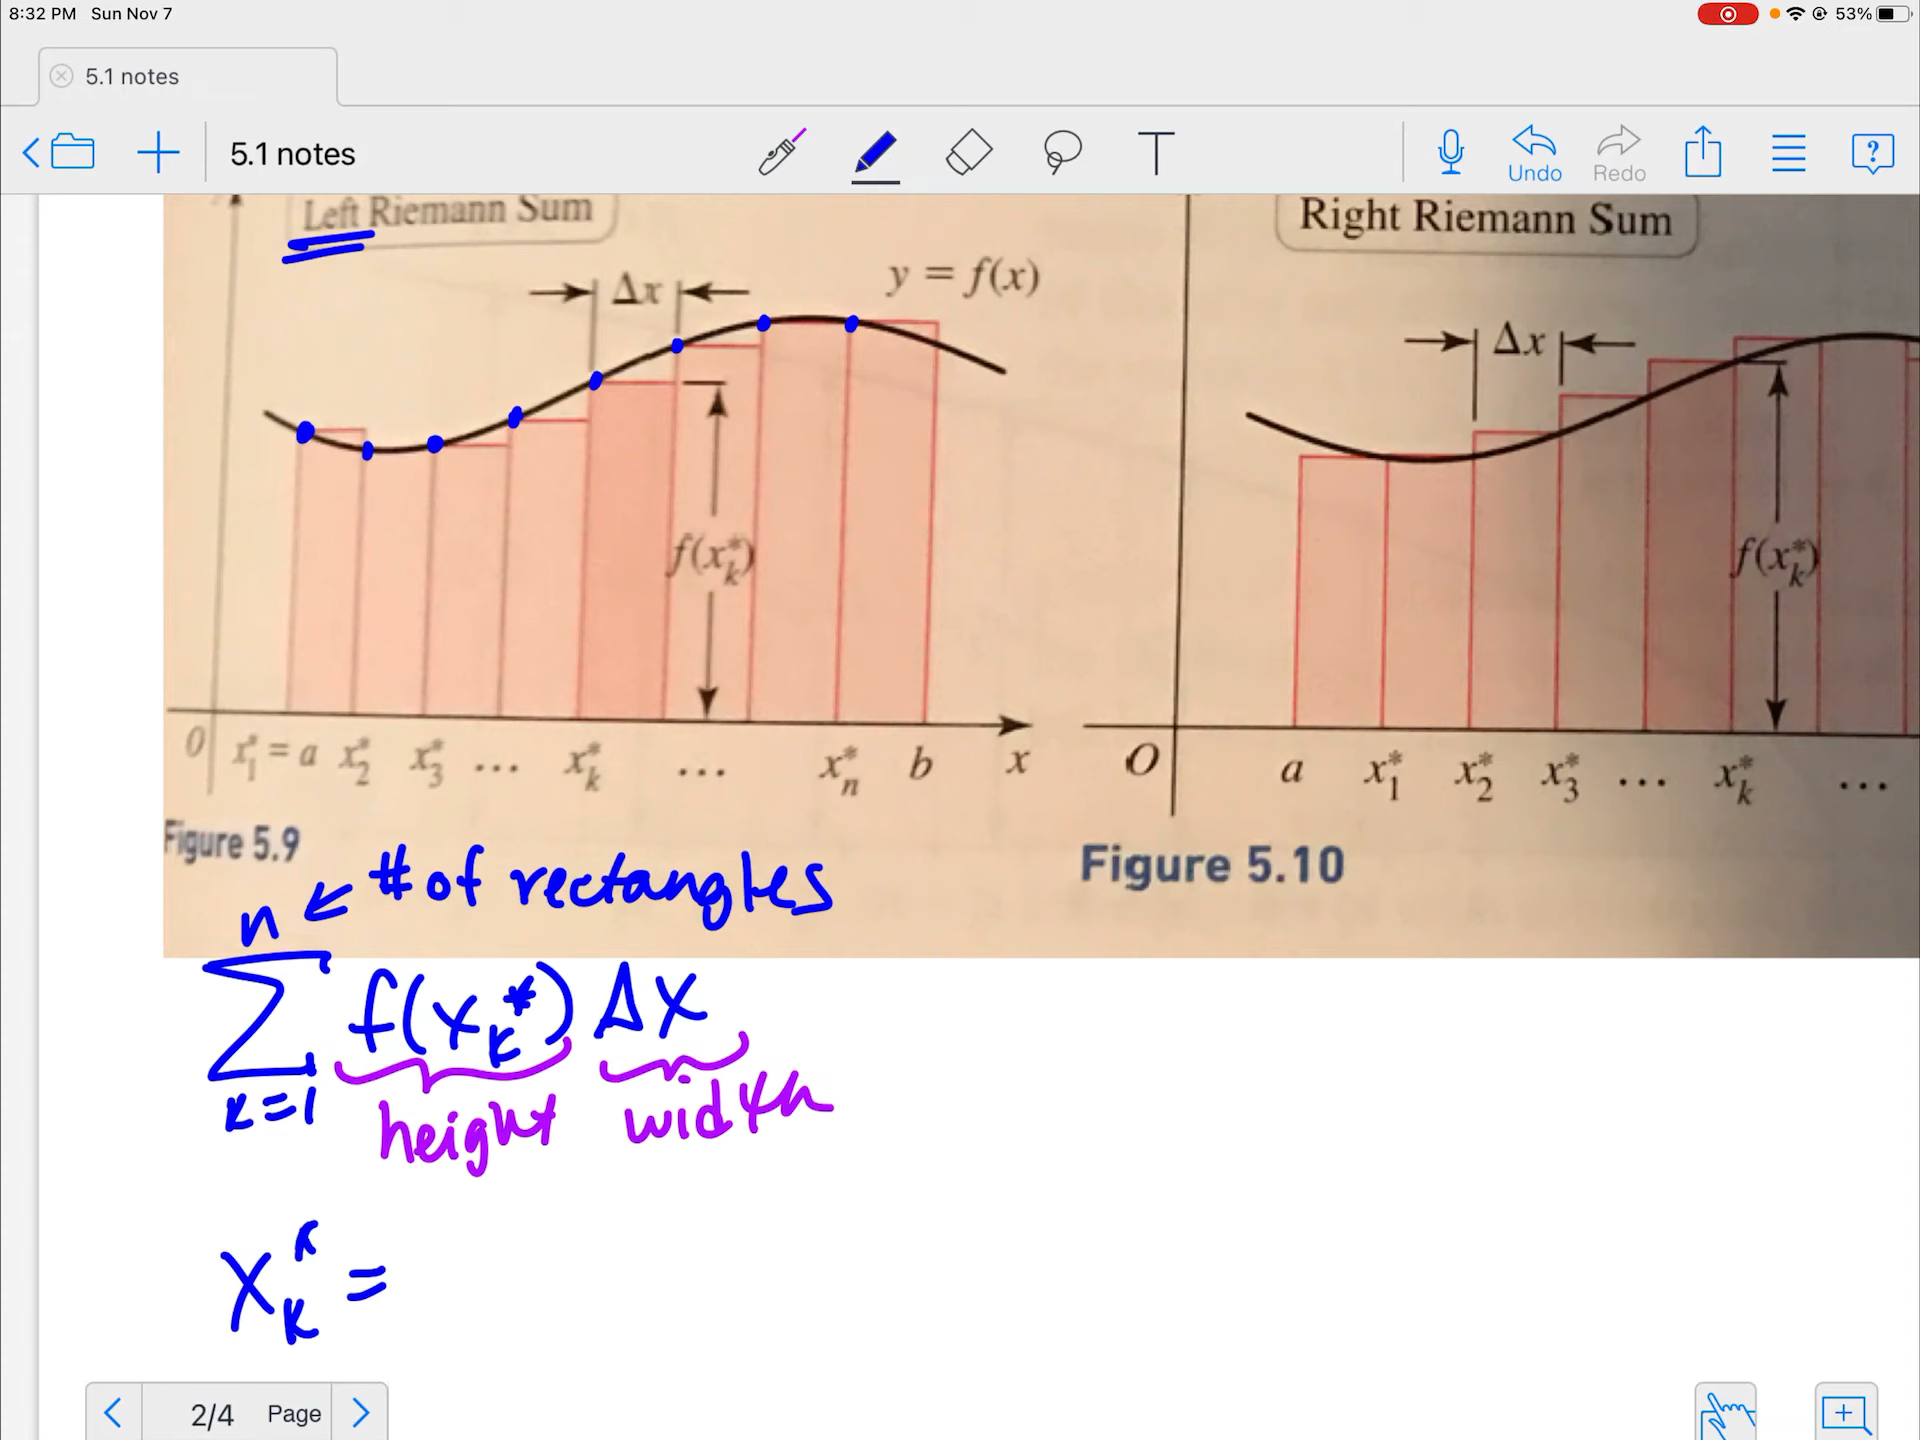 8:32 PM Sun Nov 7
53%
5.1 notes
5.1 notes
Undo
Redo
?
Left Riemann Sum
Δx
y = f(x)
f(x*k)
0 x*1 = a x*2 x*3 ... x*k ... x*n b x
Figure 5.9
Right Riemann Sum
Δx
f(x*k)
O a x*1 x*2 x*3 ... x*k ...
Figure 5.10
n ← # of rectangles
Σ f(xk*) Δx
k=1
height width
xk* =
2/4 Page